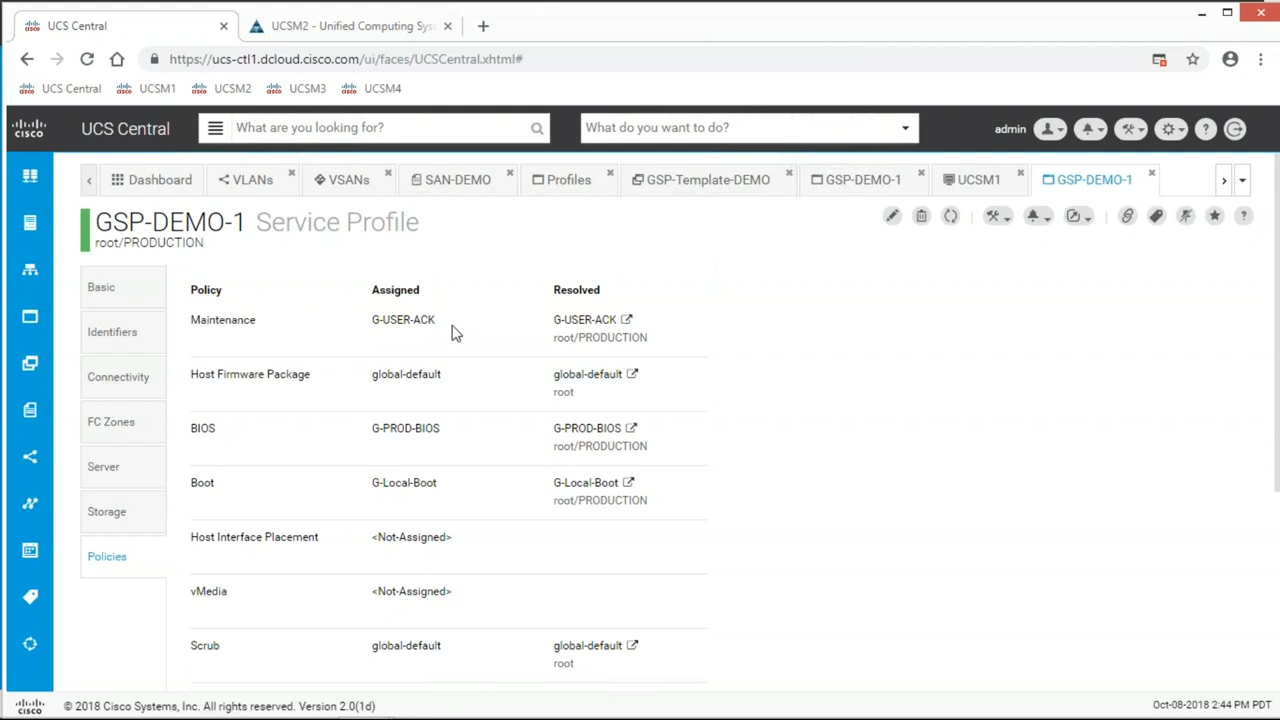 UCS Central
UCSM2 - Unified Computing Sys
https://ucs-ctl1.dcloud.cisco.com/ui/faces/UCSCentral.xhtml#
UCS Central UCSM1 UCSM2 UCSM3 UCSM4
CISCO UCS Central What are you looking for? What do you want to do? admin
Dashboard VLANs VSANs SAN-DEMO Profiles GSP-Template-DEMO GSP-DEMO-1 UCSM1 GSP-DEMO-1
GSP-DEMO-1 Service Profile
root/PRODUCTION
Basic
Identifiers
Connectivity
FC Zones
Server
Storage
Policies
Policy Assigned Resolved
Maintenance G-USER-ACK G-USER-ACK
root/PRODUCTION
Host Firmware Package global-default global-default
root
BIOS G-PROD-BIOS G-PROD-BIOS
root/PRODUCTION
Boot G-Local-Boot G-Local-Boot
root/PRODUCTION
Host Interface Placement <Not-Assigned>
vMedia <Not-Assigned>
Scrub global-default global-default
root
CISCO © 2018 Cisco Systems, Inc. All rights reserved. Version 2.0(1d) Oct-08-2018 2:44 PM PDT